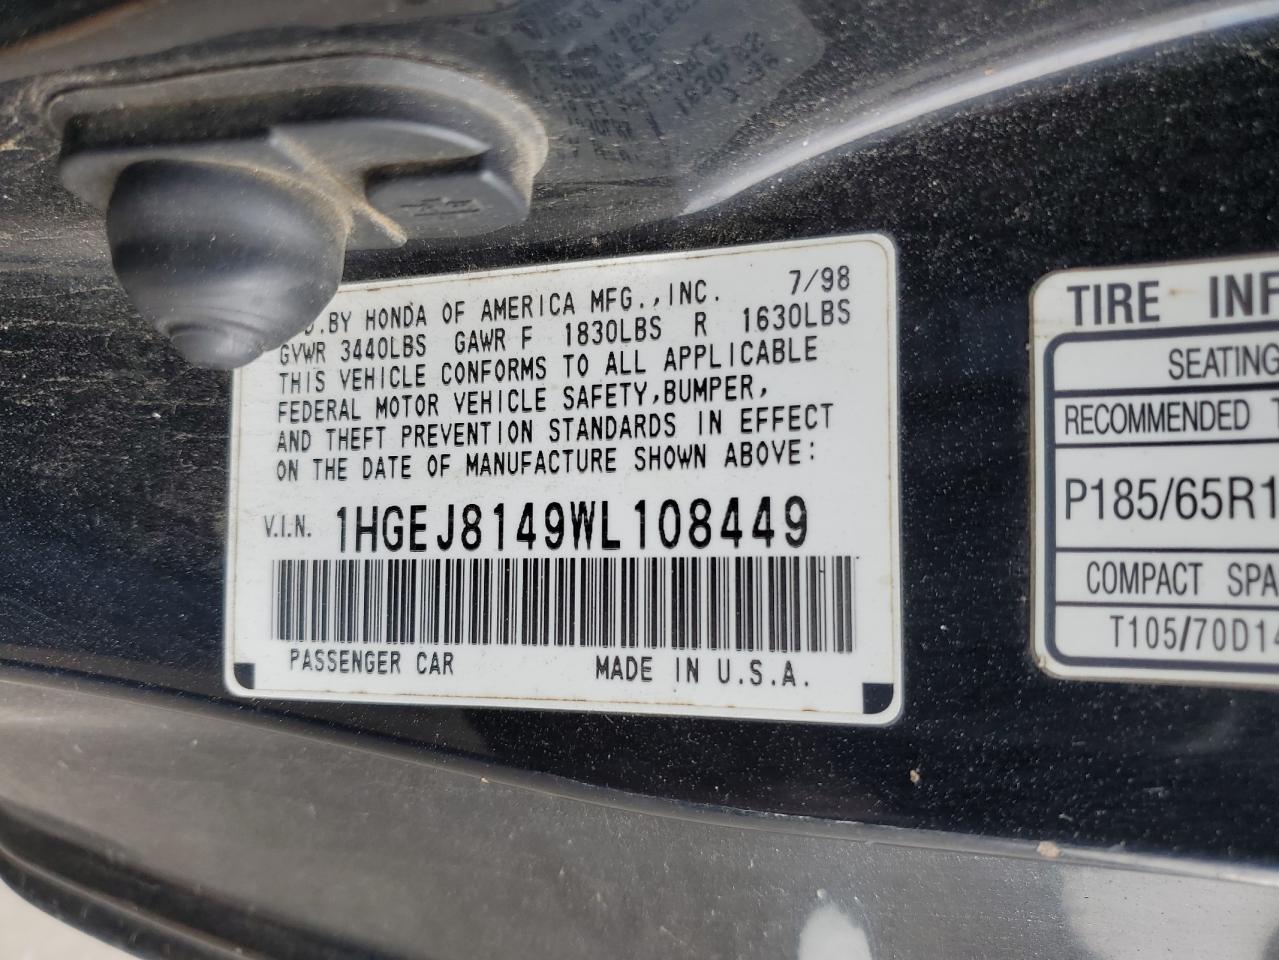 7/98
.BY HONDA OF AMERICA MFG.,INC.
GVWR 3440LBS GAWR F 1830LBS R 1630LBS
THIS VEHICLE CONFORMS TO ALL APPLICABLE
FEDERAL MOTOR VEHICLE SAFETY,BUMPER,
AND THEFT PREVENTION STANDARDS IN EFFECT
ON THE DATE OF MANUFACTURE SHOWN ABOVE:
V.I.N. 1HGEJ8149WL108449
PASSENGER CAR MADE IN U.S.A.
TIRE INF
SEATING
RECOMMENDED T
P185/65R1
COMPACT SPA
T105/70D14